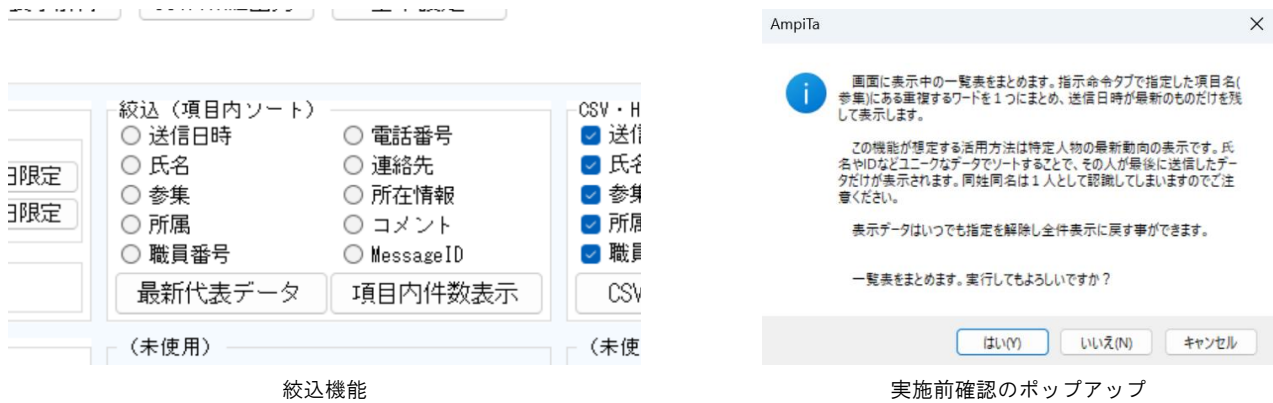 絞込（項目内ソート）
送信日時
電話番号
氏名
連絡先
参集
所在情報
所属
コメント
職員番号
MessageID
最新代表データ
項目内件数表示
（未使用）
限定
限定
CSV・H
送信
氏名
参集
所属
職員
CSV
（未使
絞込機能
AmpiTa
画面に表示中の一覧表をまとめます。指示命令タブで指定した項目名(
参集)にある重複するワードを１つにまとめ、送信日時が最新のものだけを残
して表示します。
この機能が想定する活用方法は特定人物の最新動向の表示です。氏
名やIDなどユニークなデータでソートすることで、その人が最後に送信したデー
タだけが表示されます。同姓同名は１人として認識してしまいますのでご注
意ください。
表示データはいつでも指定を解除し全件表示に戻す事ができます。
一覧表をまとめます。実行してもよろしいですか？
はい(Y)
いいえ(N)
キャンセル
実施前確認のポップアップ